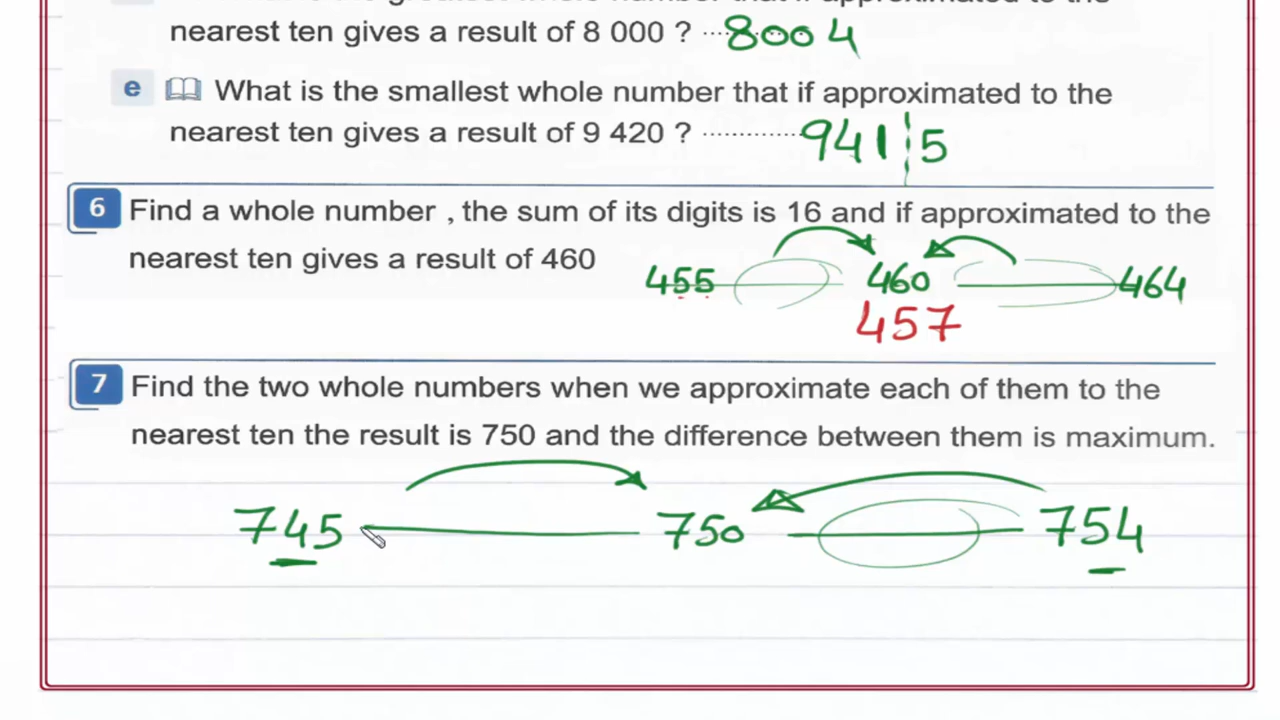 nearest ten gives a result of 8 000 ? ..... 8004
e What is the smallest whole number that if approximated to the
nearest ten gives a result of 9 420 ? ............ 941 5
6 Find a whole number , the sum of its digits is 16 and if approximated to the
nearest ten gives a result of 460
455 460 464
457
7 Find the two whole numbers when we approximate each of them to the
nearest ten the result is 750 and the difference between them is maximum.
745 750 754